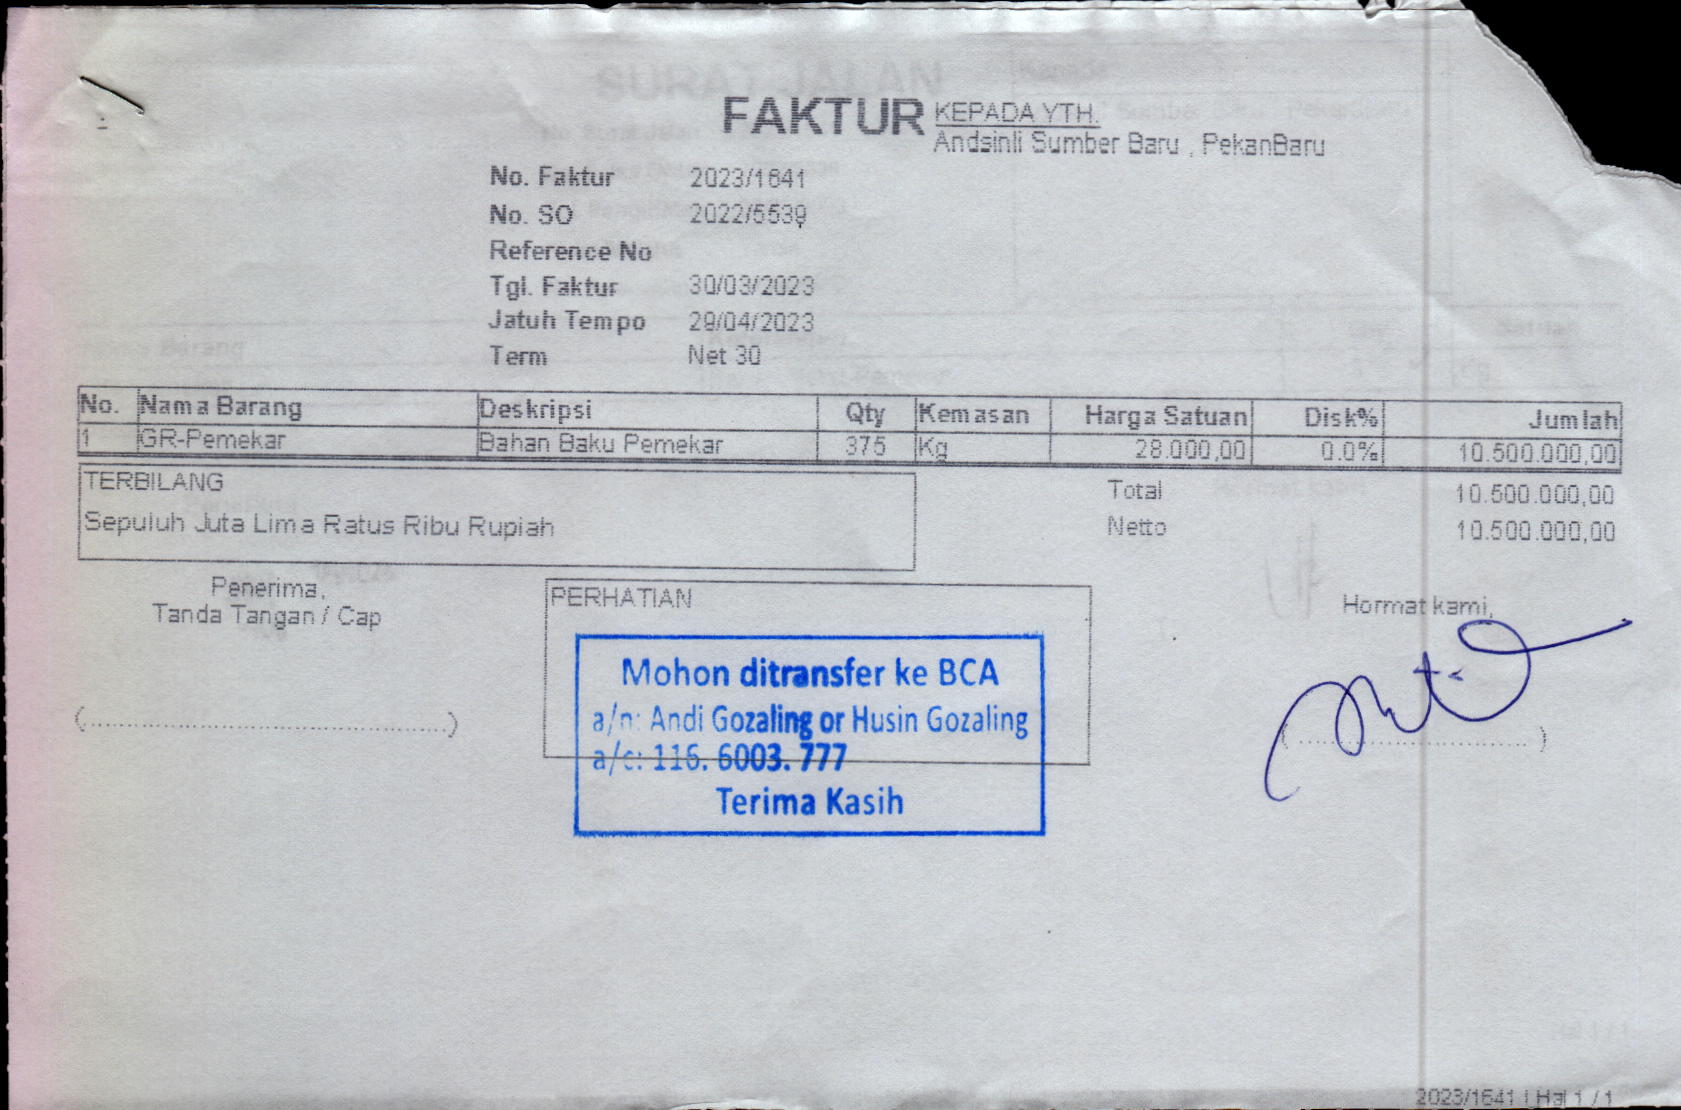 FAKTUR
KEPADA YTH.
Andsinli Sumber Baru , PekanBaru
No. Faktur 2023/1641
No. SO 2022/5539
Reference No
Tgl. Faktur 30/03/2023
Jatuh Tempo 29/04/2023
Term Net 30
No. Nama Barang Deskripsi Qty Kemasan Harga Satuan Disk% Jumlah
1 GR-Pemekar Bahan Baku Pemekar 375 Kg 28.000,00 0.0% 10.500.000,00
TERBILANG
Sepuluh Juta Lima Ratus Ribu Rupiah
Total 10.500.000,00
Netto 10.500.000,00
Penerima,
Tanda Tangan / Cap
PERHATIAN
Mohon ditransfer ke BCA
a/n: Andi Gozaling or Husin Gozaling
a/c: 116. 6003. 777
Terima Kasih
Hormat kami,
2023/1641 | Hal 1 / 1